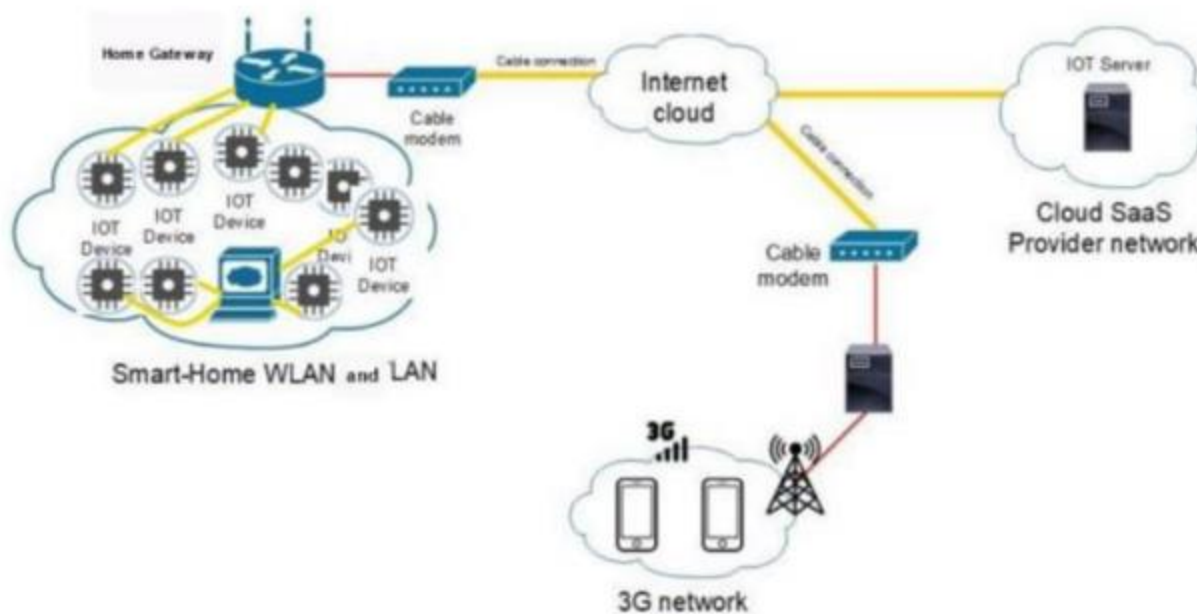 Home Gateway
Cable connection
Cable
modem
Internet
cloud
IOT Server
Cloud SaaS
Provider network
Cable connection
Cable
modem
IOT
Device
IOT
Device
IOT
Device
IOT
Device
Smart-Home WLAN and LAN
3G
3G network